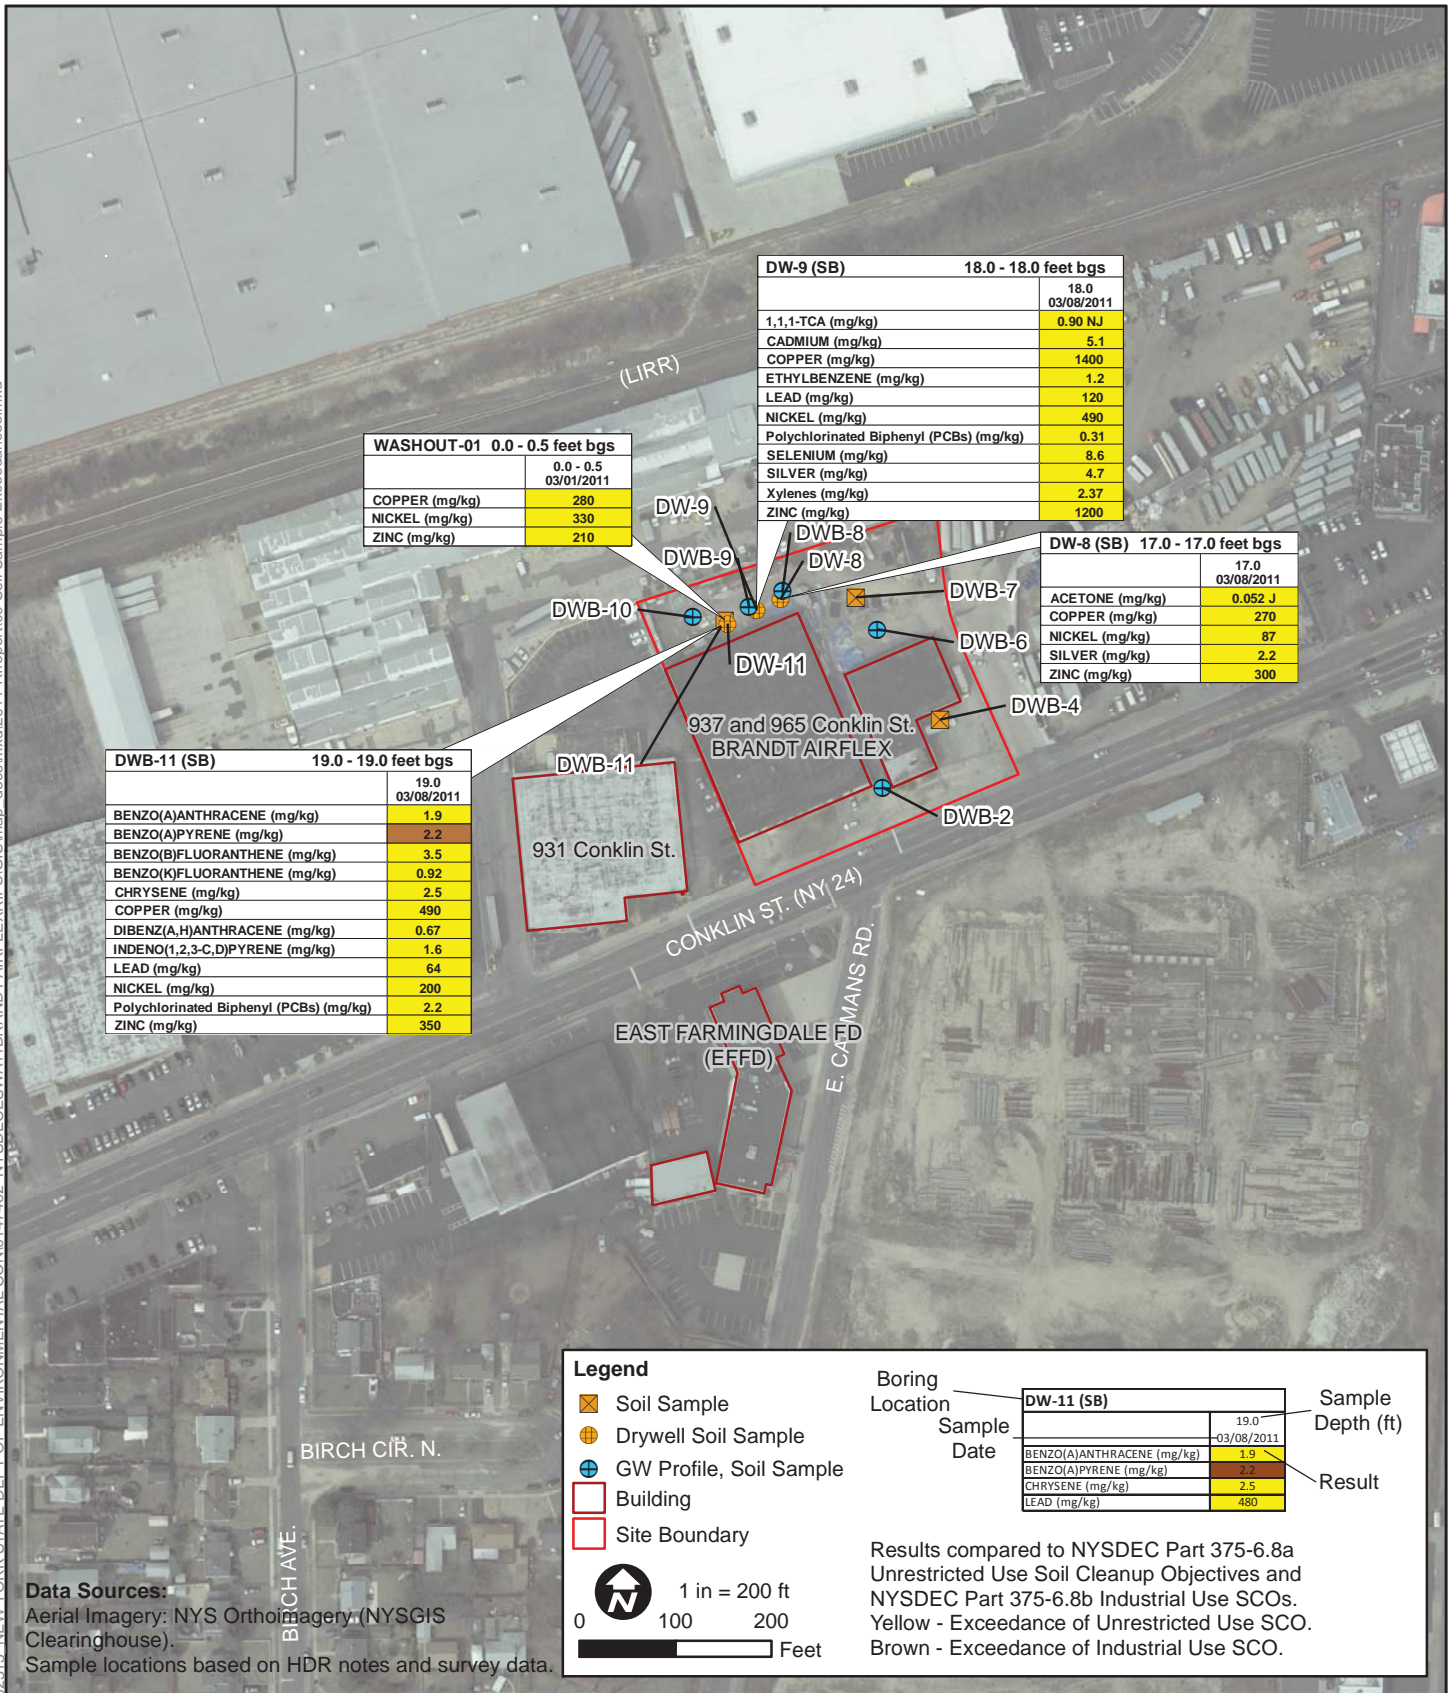 DW-9 (SB) 18.0 - 18.0 feet bgs
18.0
03/08/2011
1,1,1-TCA (mg/kg) 0.90 NJ
CADMIUM (mg/kg) 5.1
COPPER (mg/kg) 1400
ETHYLBENZENE (mg/kg) 1.2
LEAD (mg/kg) 120
NICKEL (mg/kg) 490
Polychlorinated Biphenyl (PCBs) (mg/kg) 0.31
SELENIUM (mg/kg) 8.6
SILVER (mg/kg) 4.7
Xylenes (mg/kg) 2.37
ZINC (mg/kg) 1200
(LIRR)
WASHOUT-01 0.0 - 0.5 feet bgs
0.0 - 0.5
03/01/2011
COPPER (mg/kg) 280
NICKEL (mg/kg) 330
ZINC (mg/kg) 210
DW-8 (SB) 17.0 - 17.0 feet bgs
17.0
03/08/2011
ACETONE (mg/kg) 0.052 J
COPPER (mg/kg) 270
NICKEL (mg/kg) 87
SILVER (mg/kg) 2.2
ZINC (mg/kg) 300
DW-9
DWB-8
DWB-9
DW-8
DWB-7
DWB-10
DWB-6
DW-11
DWB-4
937 and 965 Conklin St.
BRANDT AIRFLEX
DWB-11
DWB-2
931 Conklin St.
DWB-11 (SB) 19.0 - 19.0 feet bgs
19.0
03/08/2011
BENZO(A)ANTHRACENE (mg/kg) 1.9
BENZO(A)PYRENE (mg/kg) 2.2
BENZO(B)FLUORANTHENE (mg/kg) 3.5
BENZO(K)FLUORANTHENE (mg/kg) 0.92
CHRYSENE (mg/kg) 2.5
COPPER (mg/kg) 490
DIBENZ(A,H)ANTHRACENE (mg/kg) 0.67
INDENO(1,2,3-C,D)PYRENE (mg/kg) 1.6
LEAD (mg/kg) 64
NICKEL (mg/kg) 200
Polychlorinated Biphenyl (PCBs) (mg/kg) 2.2
ZINC (mg/kg) 350
CONKLIN ST. (NY 24)
E. CARMANS RD.
EAST FARMINGDALE FD
(EFFD)
BIRCH CIR. N.
BIRCH AVE.
Data Sources:
Aerial Imagery: NYS Orthoimagery (NYSGIS
Clearinghouse).
Sample locations based on HDR notes and survey data.
Legend
Soil Sample
Drywell Soil Sample
GW Profile, Soil Sample
Building
Site Boundary
N
1 in = 200 ft
0 100 200
Feet
Boring
Location
Sample
Date
DW-11 (SB)
19.0
03/08/2011
BENZO(A)ANTHRACENE (mg/kg) 1.9
BENZO(A)PYRENE (mg/kg) 2.2
CHRYSENE (mg/kg) 2.5
LEAD (mg/kg) 480
Sample
Depth (ft)
Result
Results compared to NYSDEC Part 375-6.8a
Unrestricted Use Soil Cleanup Objectives and
NYSDEC Part 375-6.8b Industrial Use SCOs.
Yellow - Exceedance of Unrestricted Use SCO.
Brown - Exceedance of Industrial Use SCO.